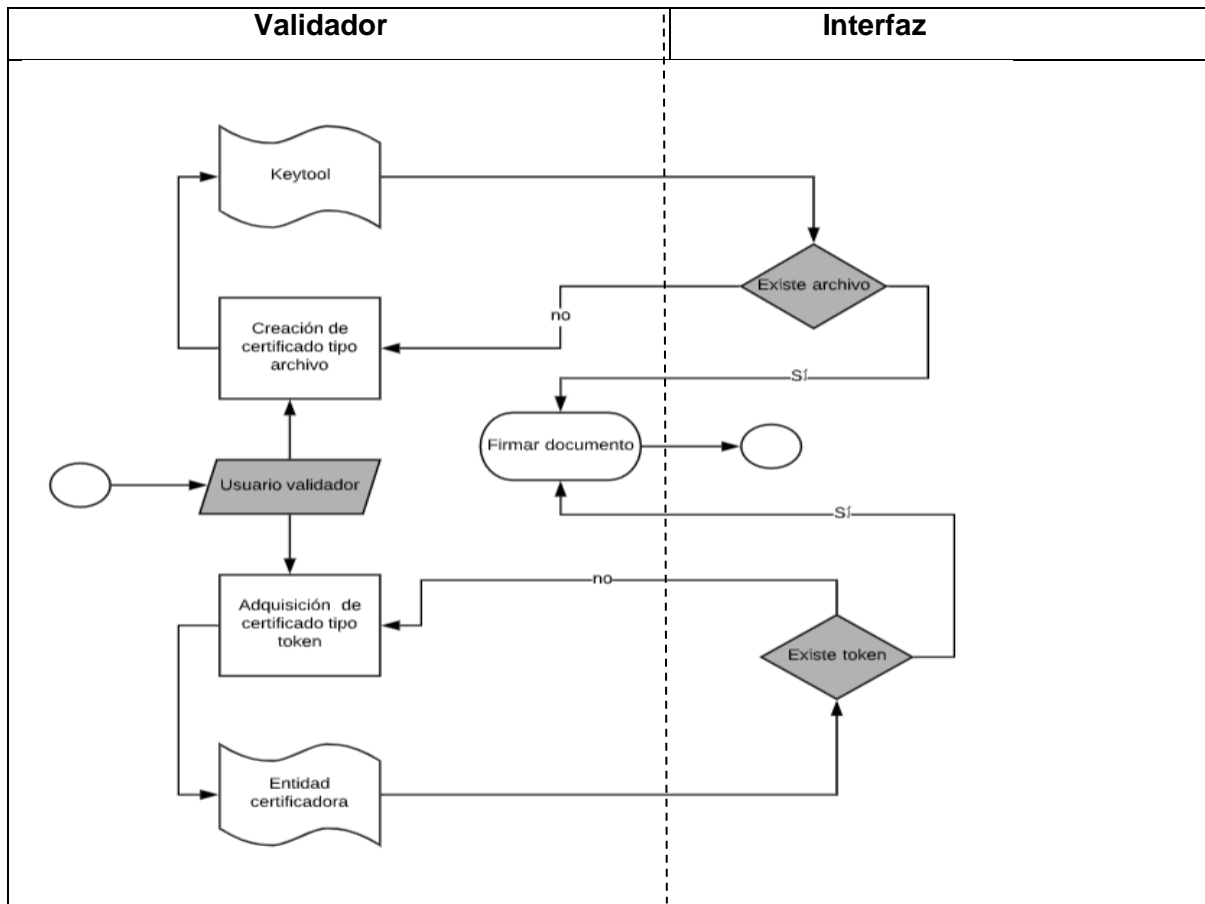 Validador
Interfaz
Keytool
Existe archivo
no
Creación de
certificado tipo
archivo
Sí
Firmar documento
Usuario validador
Sí
no
Adquisición de
certificado tipo
token
Existe token
Entidad
certificadora